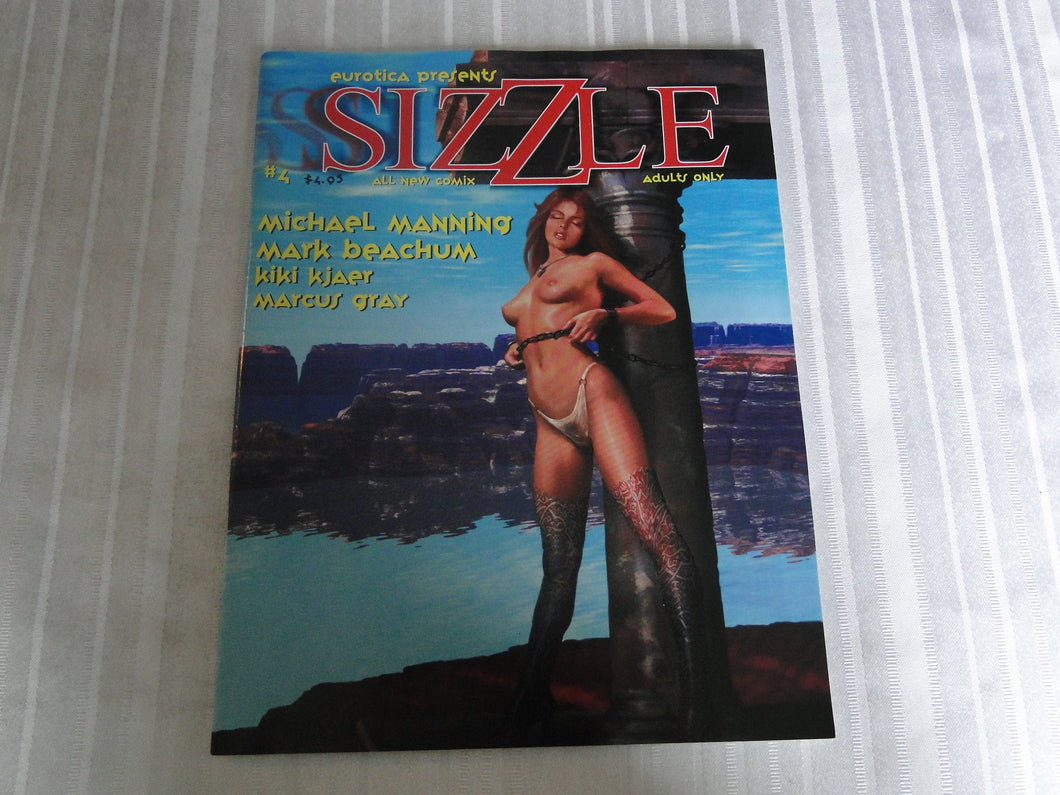 eurotica presents
SIZZLE
#4 $4.95 ALL NEW COMIX ADULTS ONLY
MICHAEL MANNING
MARK BEACHUM
KIKI KJAER
MARCUS GRAY